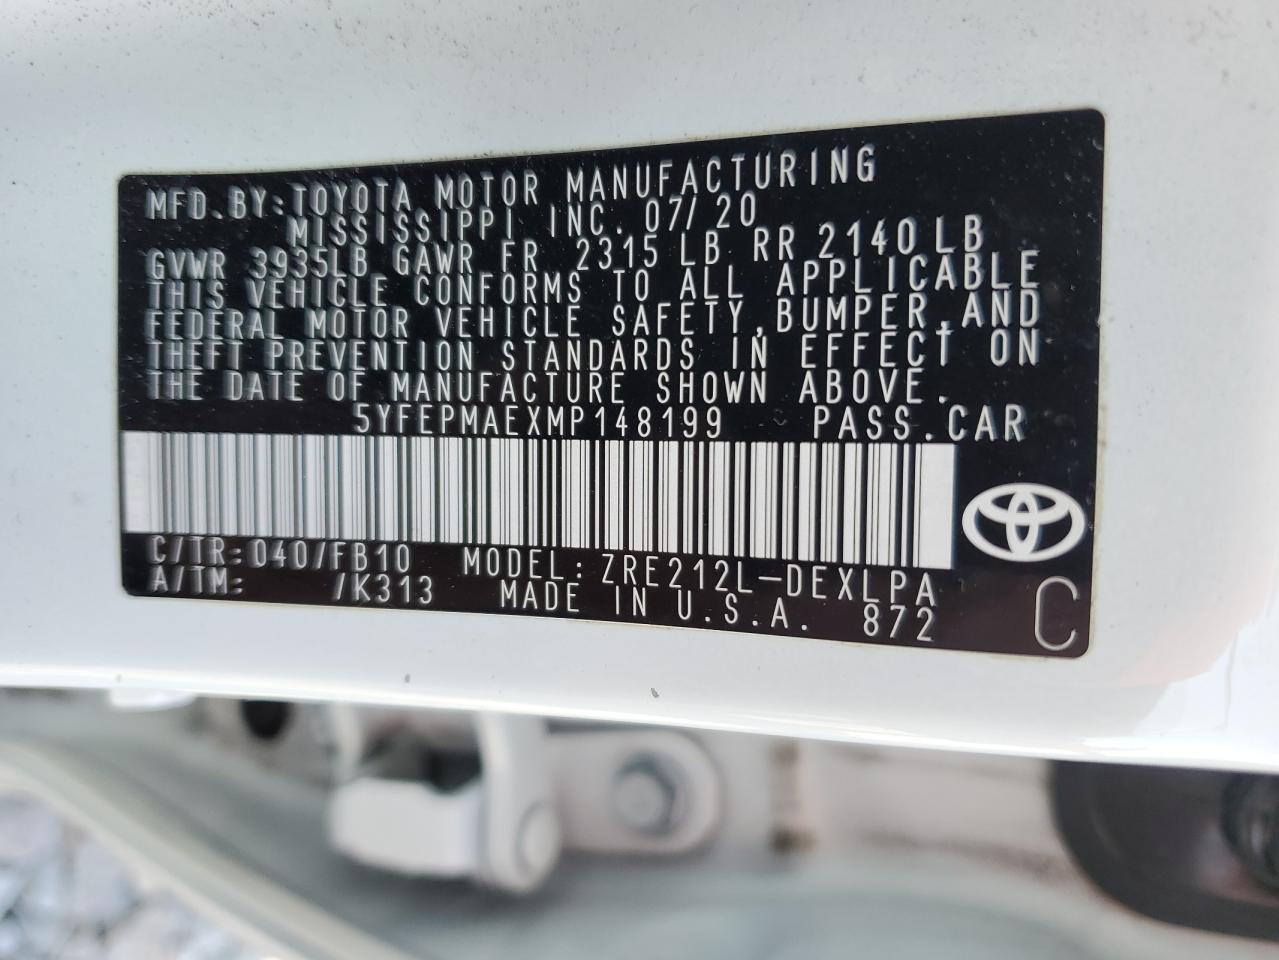 MFD.BY:TOYOTA MOTOR MANUFACTURING
MISSISSIPPI INC. 07/20
GVWR 3935LB GAWR FR 2315 LB RR 2140LB
THIS VEHICLE CONFORMS TO ALL APPLICABLE
FEDERAL MOTOR VEHICLE SAFETY,BUMPER,AND
THEFT PREVENTION STANDARDS IN EFFECT ON
THE DATE OF MANUFACTURE SHOWN ABOVE.
5YFEPMAEXMP148199 PASS.CAR
C/TR:040/FB10 MODEL:ZRE212L-DEXLPA
A/TM: /K313 MADE IN U.S.A. 872
C